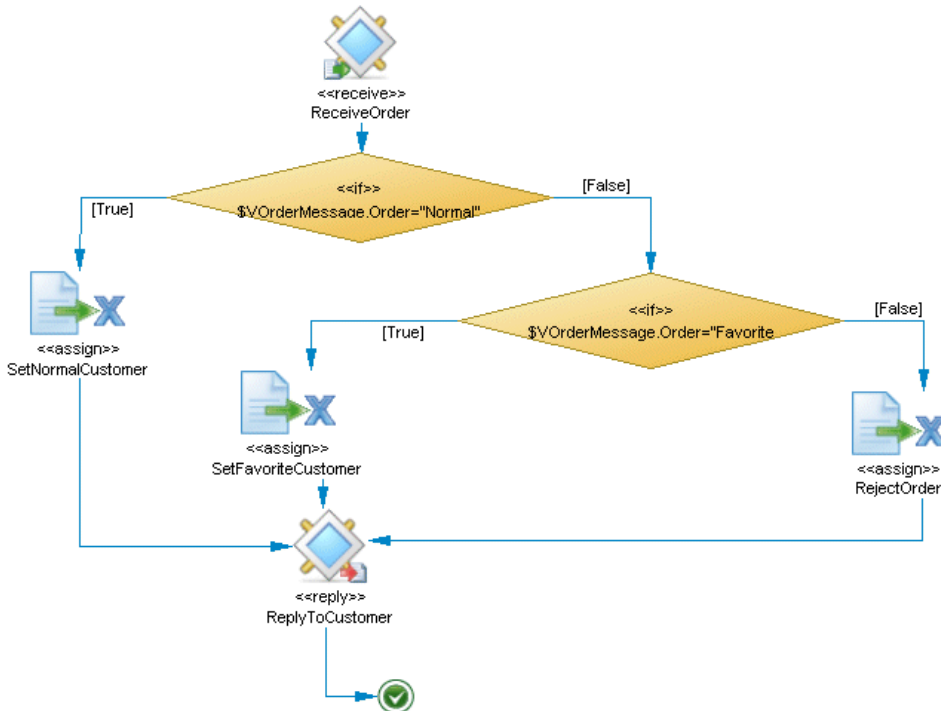 <<receive>>
ReceiveOrder
<<if>>
$VOrderMessage.Order="Normal"
[True]
[False]
<<if>>
$VOrderMessage.Order="Favorite
[True]
[False]
<<assign>>
SetNormalCustomer
<<assign>>
SetFavoriteCustomer
<<assign>>
RejectOrder
<<reply>>
ReplyToCustomer